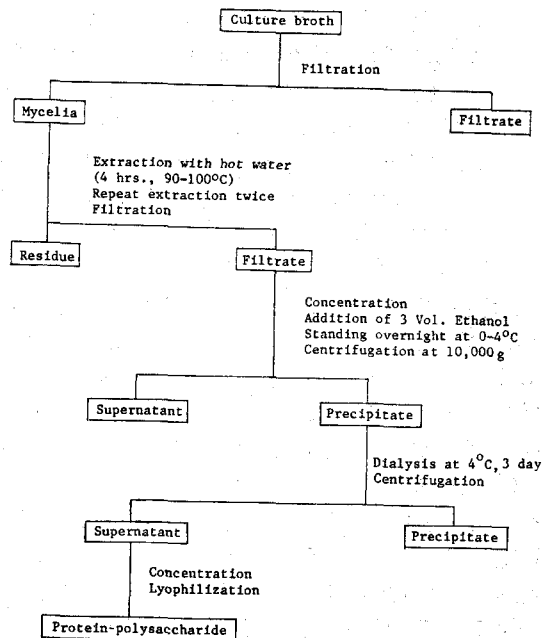 Culture broth
Filtration
Mycelia
Filtrate
Extraction with hot water
(4 hrs., 90-100°C)
Repeat extraction twice
Filtration
Residue
Filtrate
Concentration
Addition of 3 Vol. Ethanol
Standing overnight at 0-4°C
Centrifugation at 10,000g
Supernatant
Precipitate
Dialysis at 4°C, 3 day
Centrifugation
Supernatant
Precipitate
Concentration
Lyophilization
Protein-polysaccharide